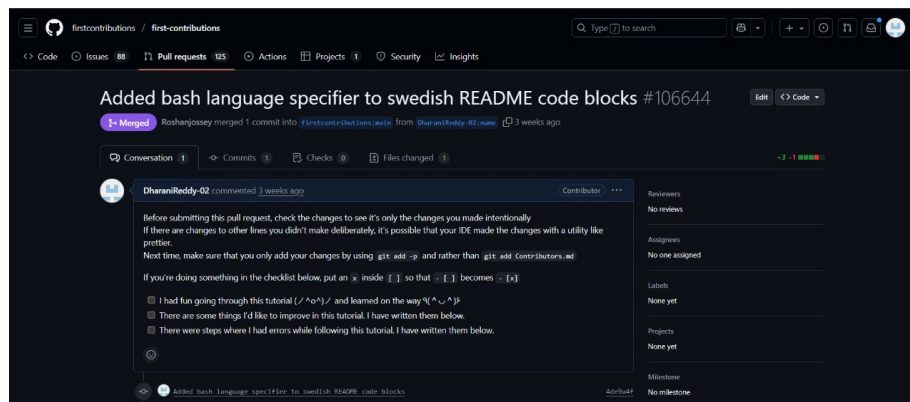 firstcontributions / first-contributions
Type / to search
Code Issues 88 Pull requests 125 Actions Projects 1 Security Insights
Added bash language specifier to swedish README code blocks #106644
Edit <> Code
Merged Roshanjossey merged 1 commit into firstcontributions:main from DharaniReddy-02:name 3 weeks ago
Conversation 1 Commits 1 Checks 0 Files changed 1
+3 −1
DharaniReddy-02 commented 3 weeks ago Contributor
Before submitting this pull request, check the changes to see it's only the changes you made intentionally
If there are changes to other lines you didn't make deliberately, it's possible that your IDE made the changes with a utility like
prettier.
Next time, make sure that you only add your changes by using git add -p and rather than git add Contributors.md
If you're doing something in the checklist below, put an x inside [ ] so that - [ ] becomes - [x]
I had fun going through this tutorial (ノ^o^)ノ and learned on the way ٩(^◡^)۶
There are some things I'd like to improve in this tutorial. I have written them below.
There were steps where I had errors while following this tutorial. I have written them below.
Added bash language specifier to swedish README code blocks 4de9a4f
Reviewers
No reviews
Assignees
No one assigned
Labels
None yet
Projects
None yet
Milestone
No milestone